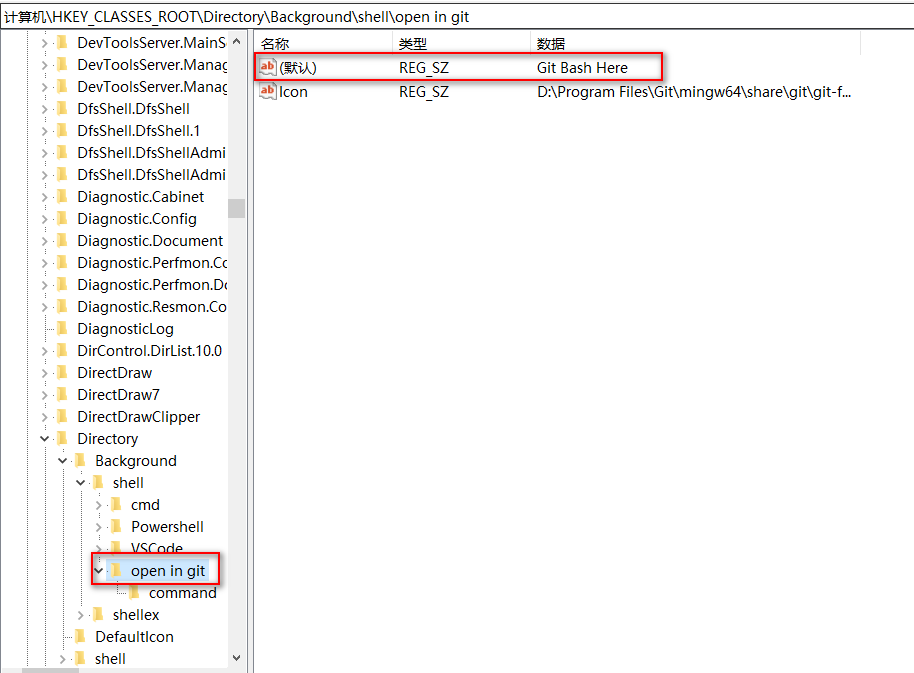 计算机\HKEY_CLASSES_ROOT\Directory\Background\shell\open in git
DevToolsServer.MainS
DevToolsServer.Manag
DevToolsServer.Manag
DfsShell.DfsShell
DfsShell.DfsShell.1
DfsShell.DfsShellAdmi
DfsShell.DfsShellAdmi
Diagnostic.Cabinet
Diagnostic.Config
Diagnostic.Document
Diagnostic.Perfmon.Co
Diagnostic.Perfmon.Do
Diagnostic.Resmon.Co
DiagnosticLog
DirControl.DirList.10.0
DirectDraw
DirectDraw7
DirectDrawClipper
Directory
Background
shell
cmd
Powershell
VSCode
open in git
command
shellex
DefaultIcon
shell
名称 类型 数据
ab (默认) REG_SZ Git Bash Here
ab Icon REG_SZ D:\Program Files\Git\mingw64\share\git\git-f...